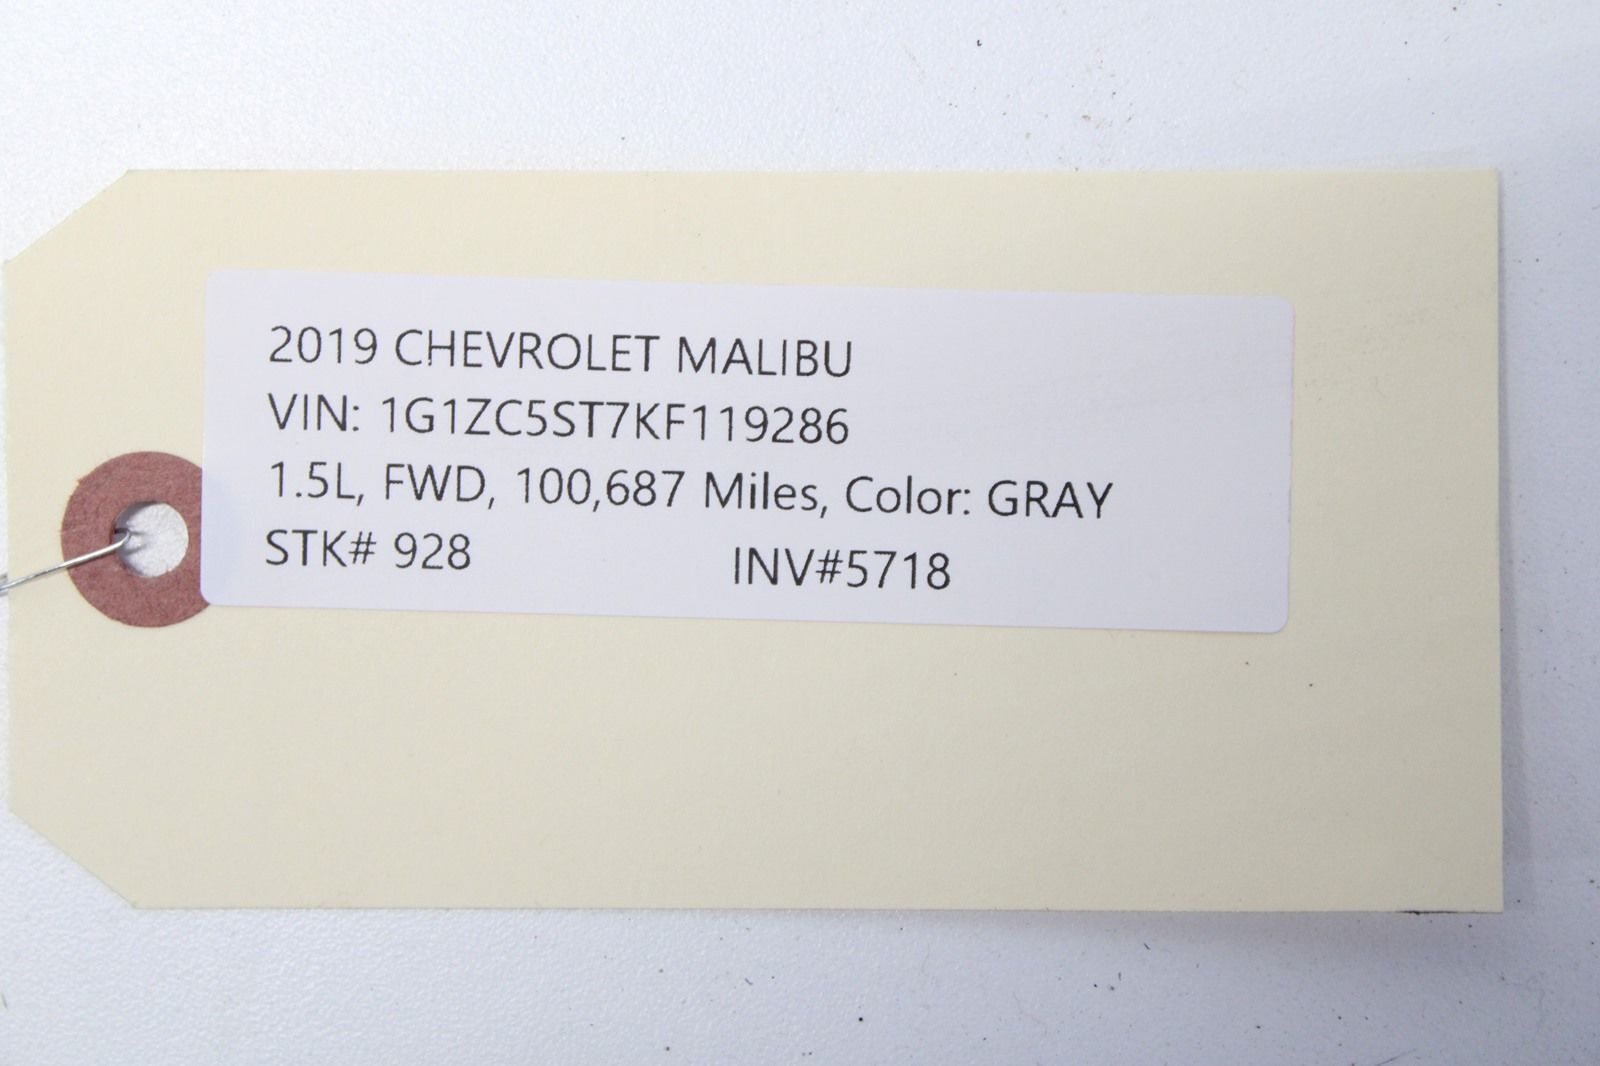 2019 CHEVROLET MALIBU
VIN: 1G1ZC5ST7KF119286
1.5L, FWD, 100,687 Miles, Color: GRAY
STK# 928 INV#5718